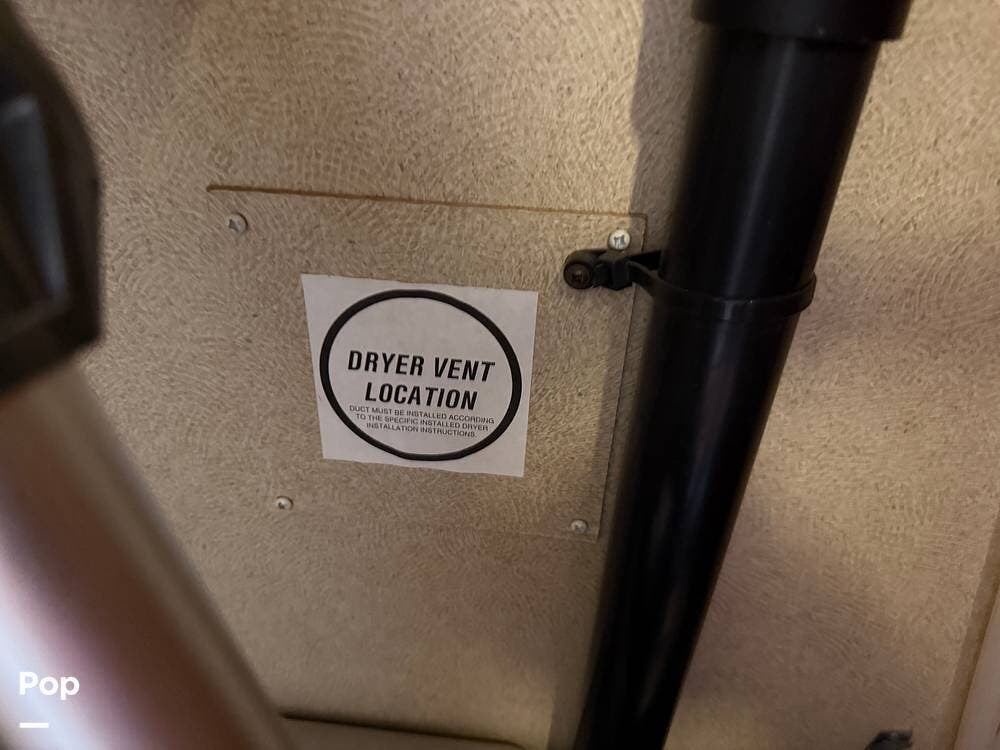 DRYER VENT
LOCATION
DUCT MUST BE INSTALLED ACCORDING
TO THE SPECIFIC INSTALLED DRYER
INSTALLATION INSTRUCTIONS.
Pop